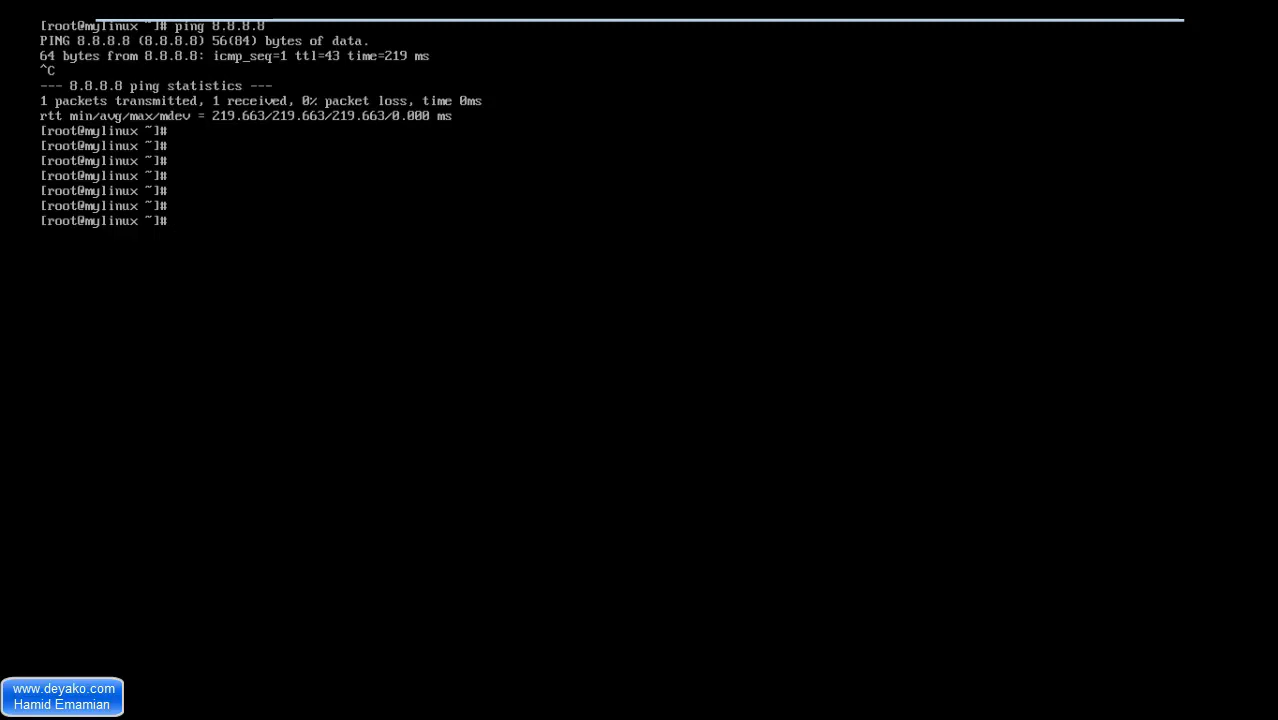 [root@mylinux ~]# ping 8.8.8.8
PING 8.8.8.8 (8.8.8.8) 56(84) bytes of data.
64 bytes from 8.8.8.8: icmp_seq=1 ttl=43 time=219 ms
^C
--- 8.8.8.8 ping statistics ---
1 packets transmitted, 1 received, 0% packet loss, time 0ms
rtt min/avg/max/mdev = 219.663/219.663/219.663/0.000 ms
[root@mylinux ~]#
[root@mylinux ~]#
[root@mylinux ~]#
[root@mylinux ~]#
[root@mylinux ~]#
[root@mylinux ~]#
[root@mylinux ~]#
www.deyako.com
Hamid Emamian